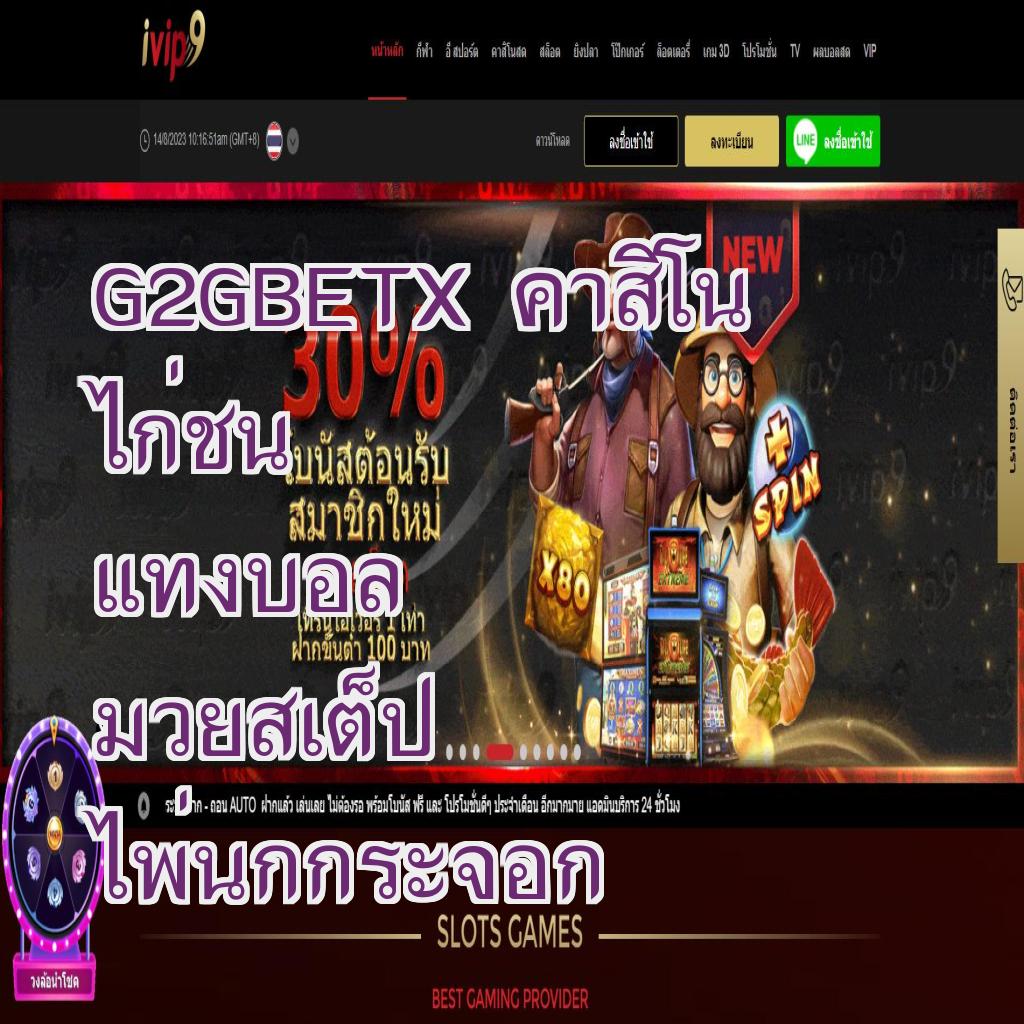 ivip9
หน้าหลัก กีฬา อีสปอร์ต คาสิโนสด สล็อต ยิงปลา โป๊กเกอร์ ล็อตเตอรี่ เกม 3D โปรโมชั่น TV ผลบอลสด VIP
14/8/2023 10:16:51am (GMT+8)
ดาวน์โหลด ลงชื่อเข้าใช้ ลงทะเบียน LINE ลงชื่อเข้าใช้
NEW
G2GBETX คาสิโน
30%
ไก่ชน
โบนัสต้อนรับ
สมาชิกใหม่
+
SPIN
X80
EXTREME
แทงบอล
เท่า
ฝากขั้นต่ำ 100 บาท
ติดต่อเรา
มวยสเต็ป
ฝาก - ถอน AUTO ฝากแล้ว เล่นเลย ไม่ต้องรอ พร้อมโบนัส ฟรี และ โปรโมชั่นดีๆ ประจำเดือน อีกมากมาย แอดมินบริการ 24 ชั่วโมง
ไพ่นกกระจอก
SLOTS GAMES
วงล้อนำโชค
BEST GAMING PROVIDER